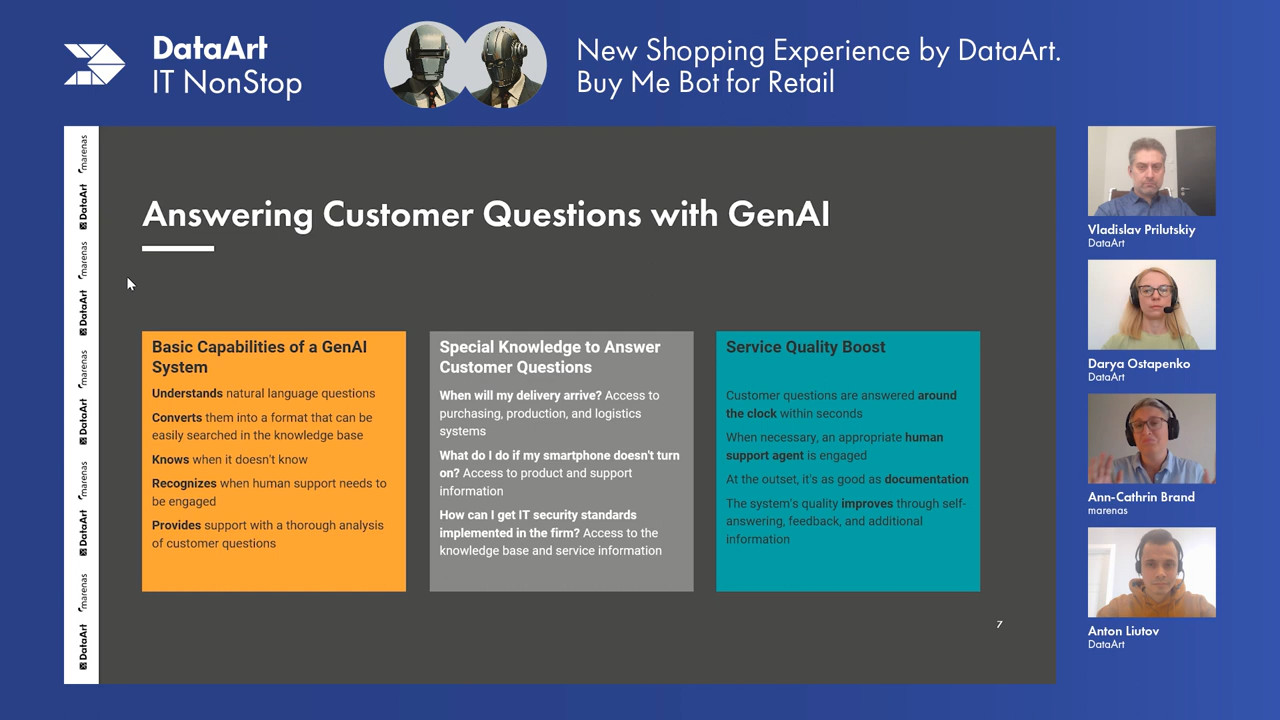 DataArt
IT NonStop
New Shopping Experience by DataArt.
Buy Me Bot for Retail
marenas
DataArt
marenas
DataArt
marenas
DataArt
marenas
DataArt
marenas
DataArt
Answering Customer Questions with GenAI
Basic Capabilities of a GenAI
System
Understands natural language questions
Converts them into a format that can be
easily searched in the knowledge base
Knows when it doesn't know
Recognizes when human support needs to
be engaged
Provides support with a thorough analysis
of customer questions
Special Knowledge to Answer
Customer Questions
When will my delivery arrive? Access to
purchasing, production, and logistics
systems
What do I do if my smartphone doesn't turn
on? Access to product and support
information
How can I get IT security standards
implemented in the firm? Access to the
knowledge base and service information
Service Quality Boost
Customer questions are answered around
the clock within seconds
When necessary, an appropriate human
support agent is engaged
At the outset, it's as good as documentation
The system's quality improves through self-
answering, feedback, and additional
information
7
Vladislav Prilutskiy
DataArt
Darya Ostapenko
DataArt
Ann-Cathrin Brand
marenas
Anton Liutov
DataArt